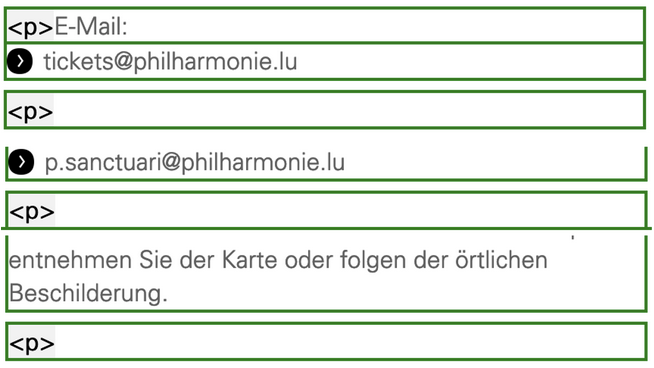 <p>E-Mail:
tickets@philharmonie.lu
<p>
p.sanctuari@philharmonie.lu
<p>
entnehmen Sie der Karte oder folgen der örtlichen
Beschilderung.
<p>